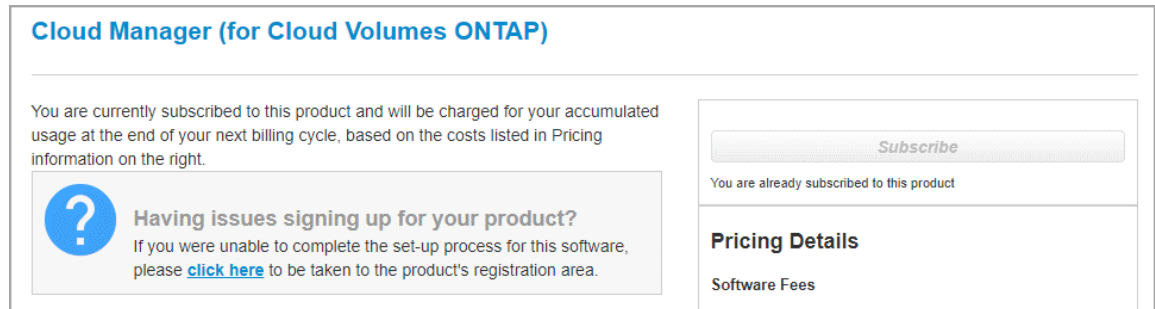 Cloud Manager (for Cloud Volumes ONTAP)
You are currently subscribed to this product and will be charged for your accumulated
usage at the end of your next billing cycle, based on the costs listed in Pricing
information on the right.
?
Having issues signing up for your product?
If you were unable to complete the set-up process for this software,
please click here to be taken to the product's registration area.
Subscribe
You are already subscribed to this product
Pricing Details
Software Fees